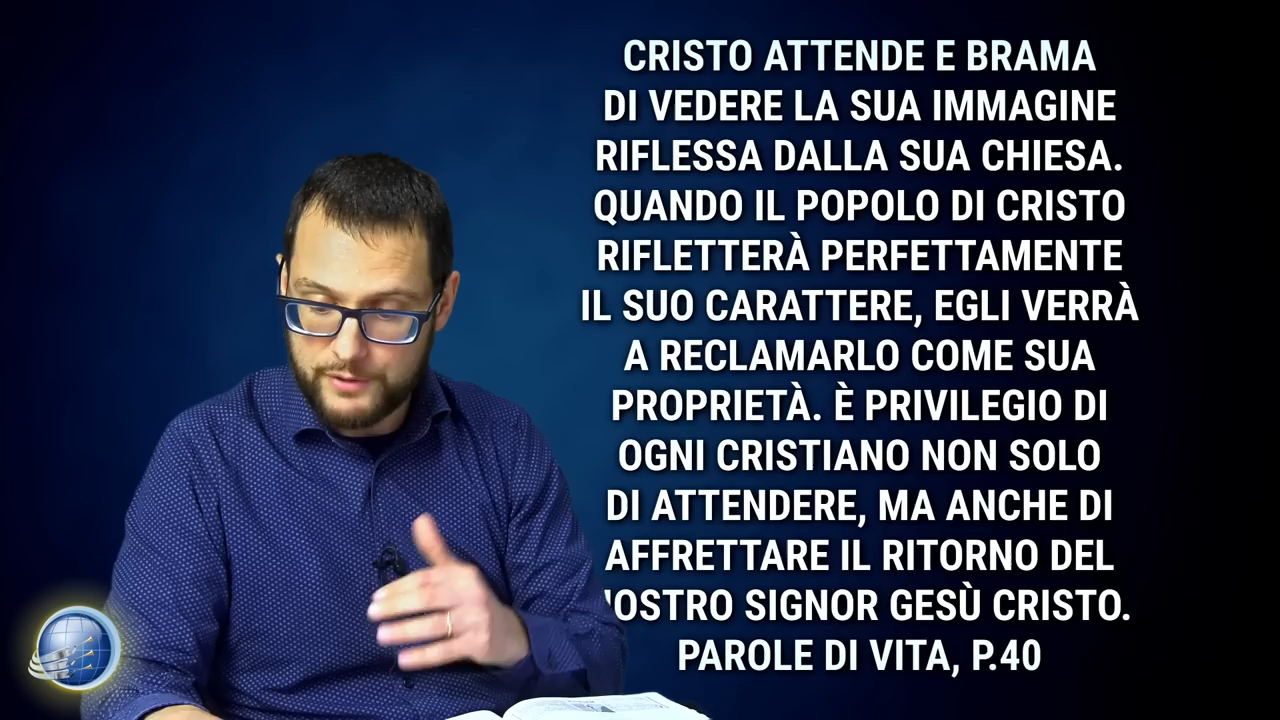 CRISTO ATTENDE E BRAMA
DI VEDERE LA SUA IMMAGINE
RIFLESSA DALLA SUA CHIESA.
QUANDO IL POPOLO DI CRISTO
RIFLETTERÀ PERFETTAMENTE
IL SUO CARATTERE, EGLI VERRÀ
A RECLAMARLO COME SUA
PROPRIETÀ. È PRIVILEGIO DI
OGNI CRISTIANO NON SOLO
DI ATTENDERE, MA ANCHE DI
AFFRETTARE IL RITORNO DEL
NOSTRO SIGNOR GESÙ CRISTO.
PAROLE DI VITA, P.40